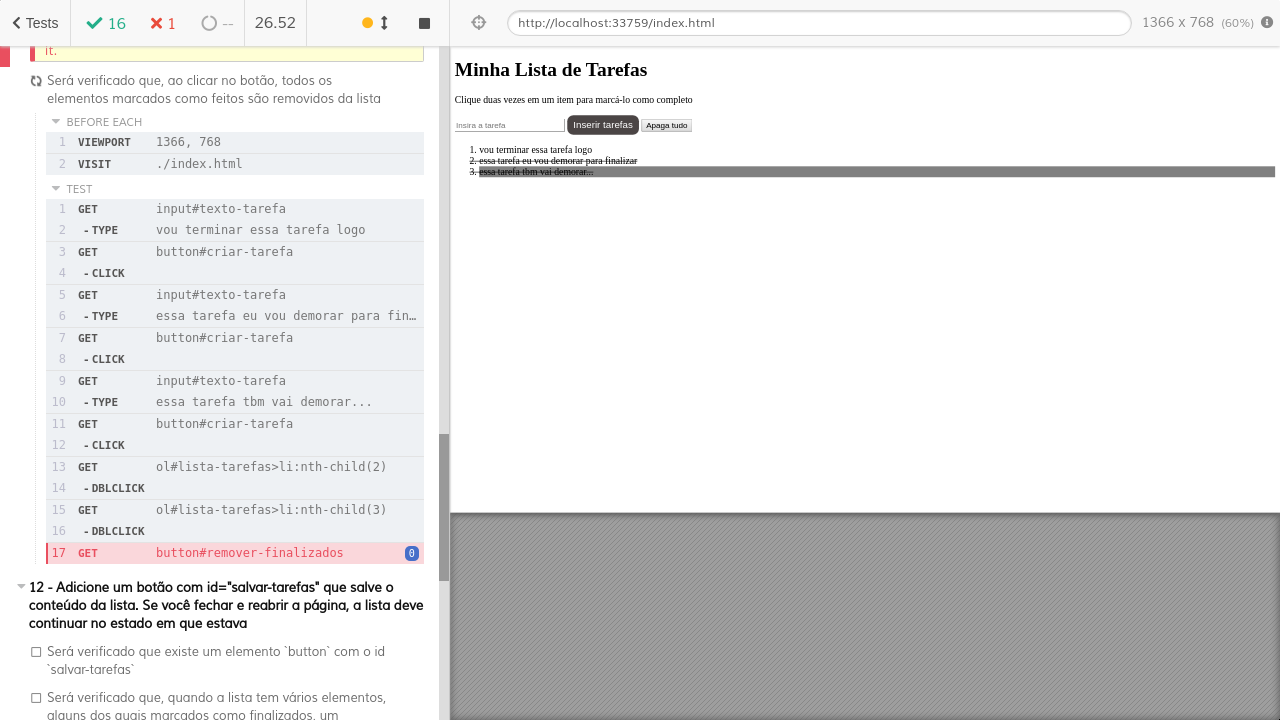 Tests
16
1
--
26.52
http://localhost:33759/index.html
1366 x 768 (60%)
it.
Será verificado que, ao clicar no botão, todos os
elementos marcados como feitos são removidos da lista
BEFORE EACH
1 VIEWPORT 1366, 768
2 VISIT ./index.html
TEST
1 GET input#texto-tarefa
2 -TYPE vou terminar essa tarefa logo
3 GET button#criar-tarefa
4 -CLICK
5 GET input#texto-tarefa
6 -TYPE essa tarefa eu vou demorar para fin…
7 GET button#criar-tarefa
8 -CLICK
9 GET input#texto-tarefa
10 -TYPE essa tarefa tbm vai demorar...
11 GET button#criar-tarefa
12 -CLICK
13 GET ol#lista-tarefas>li:nth-child(2)
14 -DBLCLICK
15 GET ol#lista-tarefas>li:nth-child(3)
16 -DBLCLICK
17 GET button#remover-finalizados 0
12 - Adicione um botão com id="salvar-tarefas" que salve o
conteúdo da lista. Se você fechar e reabrir a página, a lista deve
continuar no estado em que estava
Será verificado que existe um elemento `button` com o id
`salvar-tarefas`
Será verificado que, quando a lista tem vários elementos,
alguns dos quais marcados como finalizados, um
Minha Lista de Tarefas
Clique duas vezes em um item para marcá-lo como completo
Insira a tarefa Inserir tarefas Apaga tudo
1. vou terminar essa tarefa logo
2. essa tarefa eu vou demorar para finalizar
3. essa tarefa tbm vai demorar...